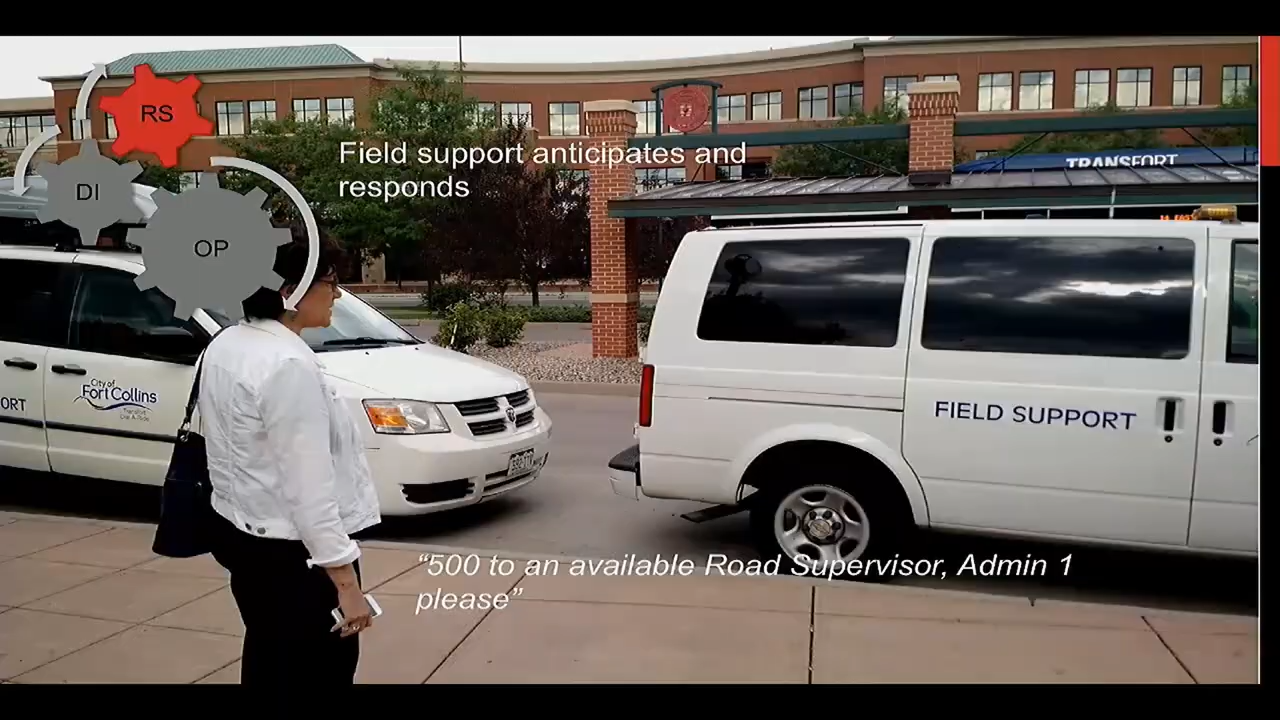 RS
DI
OP
Field support anticipates and
responds
TRANSFORT
City of
Fort Collins
ORT
FIELD SUPPORT
“500 to an available Road Supervisor, Admin 1
please”